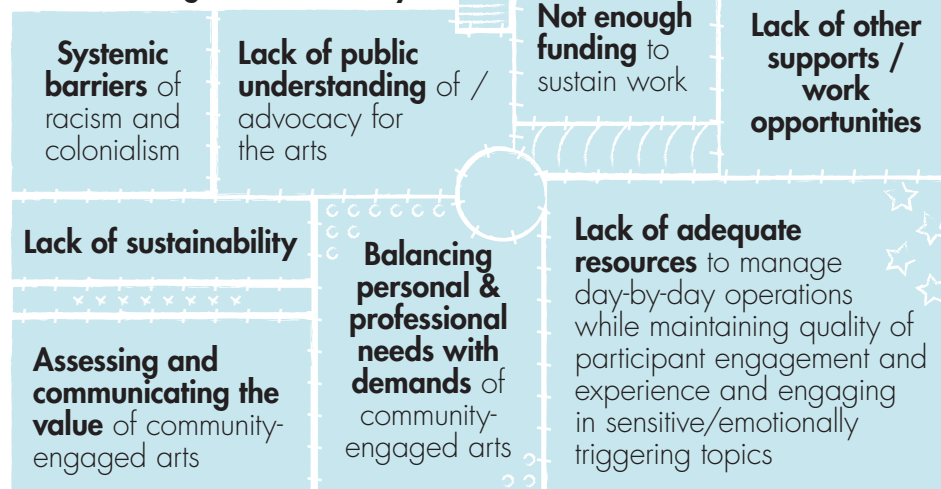 Systemic
barriers of
racism and
colonialism
Lack of public
understanding of /
advocacy for
the arts
Not enough
funding to
sustain work
Lack of other
supports /
work
opportunities
Lack of sustainability
Assessing and
communicating the
value of community-
engaged arts
Balancing
personal &
professional
needs with
demands of
community-
engaged arts
Lack of adequate
resources to manage
day-by-day operations
while maintaining quality of
participant engagement and
experience and engaging
in sensitive/emotionally
triggering topics